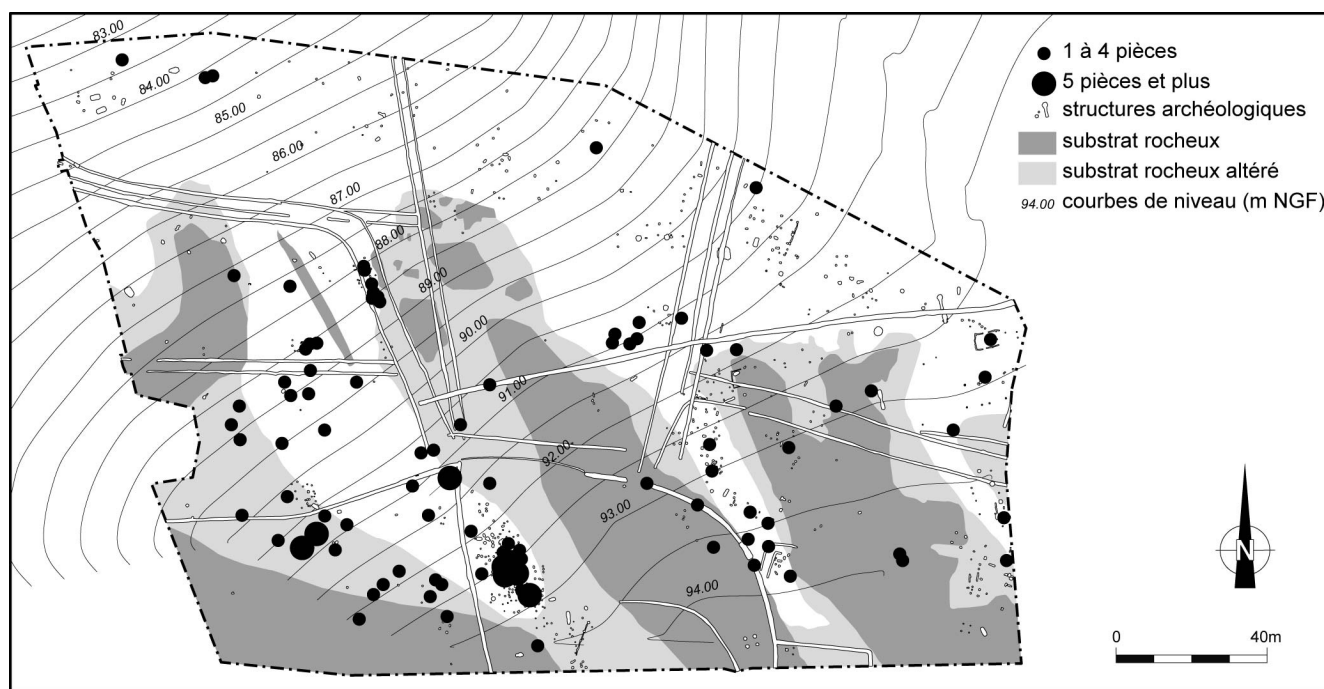 83.00
84.00
85.00
86.00
87.00
88.00
89.00
90.00
91.00
92.00
93.00
94.00
1 à 4 pièces
5 pièces et plus
structures archéologiques
substrat rocheux
substrat rocheux altéré
94.00 courbes de niveau (m NGF)
N
0 40m